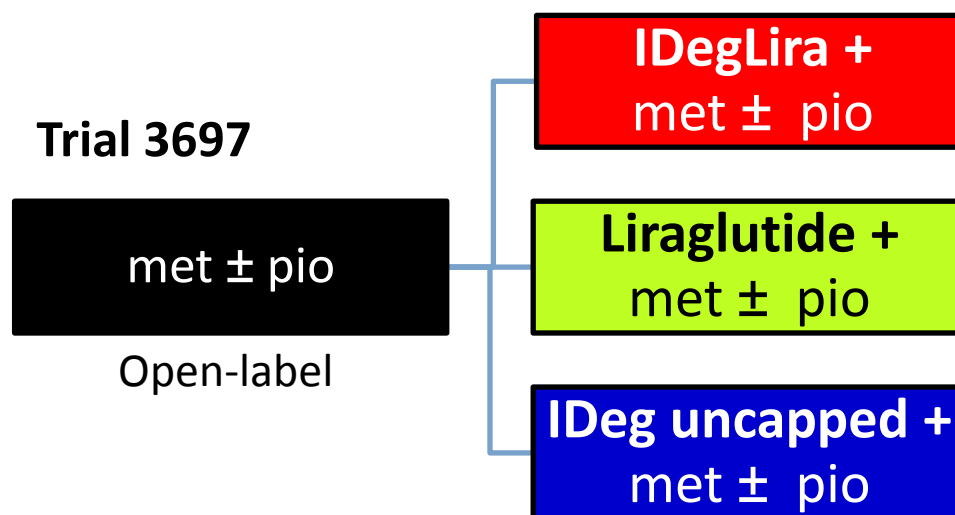 Trial 3697
met ± pio
Open-label
IDegLira +
met ± pio
Liraglutide +
met ± pio
IDeg uncapped +
met ± pio